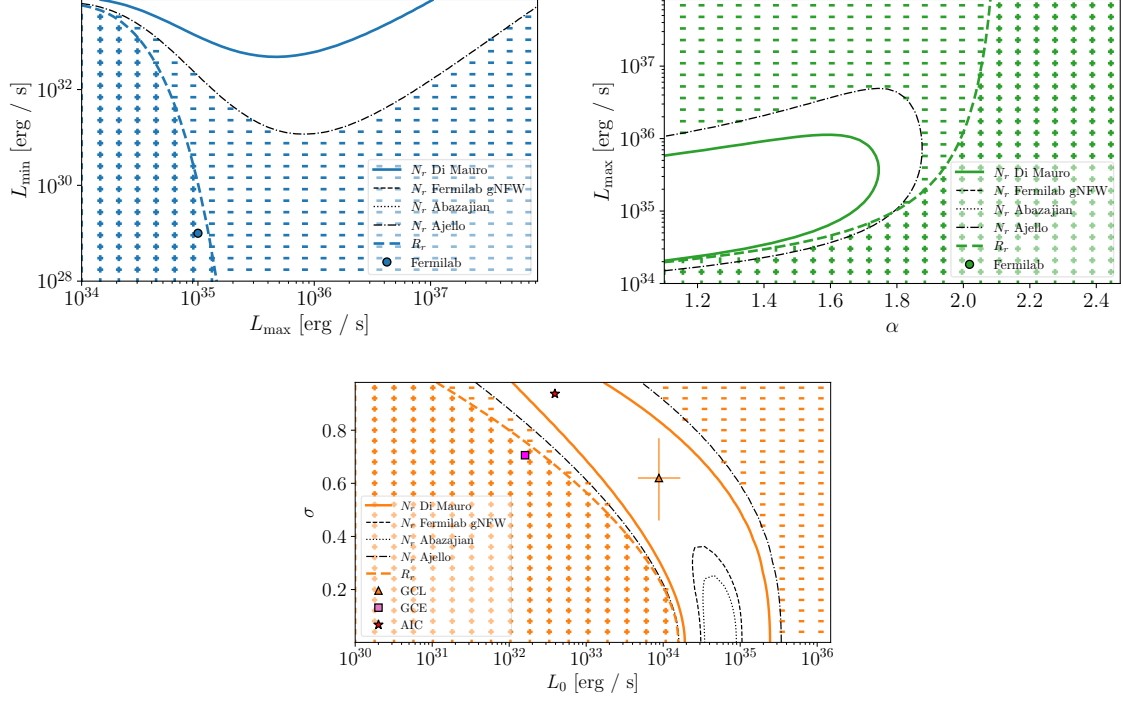 L_min [erg / s]
10^32
10^30
10^28
N_r Di Mauro
N_r Fermilab gNFW
N_r Abazajian
N_r Ajello
R_r
Fermilab
10^34
10^35
10^36
10^37
L_max [erg / s]
L_max [erg / s]
10^37
10^36
10^35
10^34
N_r Di Mauro
N_r Fermilab gNFW
N_r Abazajian
N_r Ajello
R_r
Fermilab
1.2
1.4
1.6
1.8
2.0
2.2
2.4
α
σ
0.8
0.6
0.4
0.2
N_r Di Mauro
N_r Fermilab gNFW
N_r Abazajian
N_r Ajello
R_r
GCL
GCE
AIC
10^30
10^31
10^32
10^33
10^34
10^35
10^36
L_0 [erg / s]